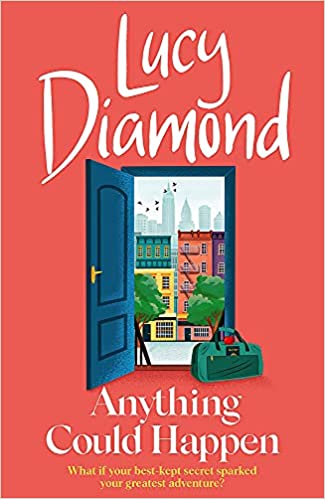 Lucy
Diamond
Anything
Could Happen
What if your best-kept secret sparked
your greatest adventure?